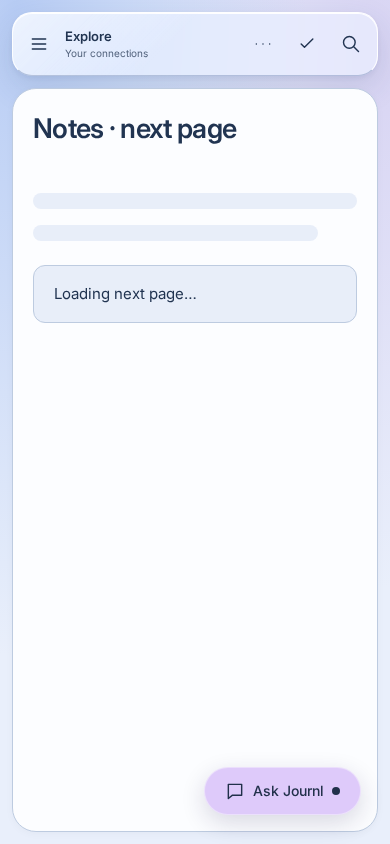 Explore
Your connections
Notes · next page
Loading next page...
Ask Journl